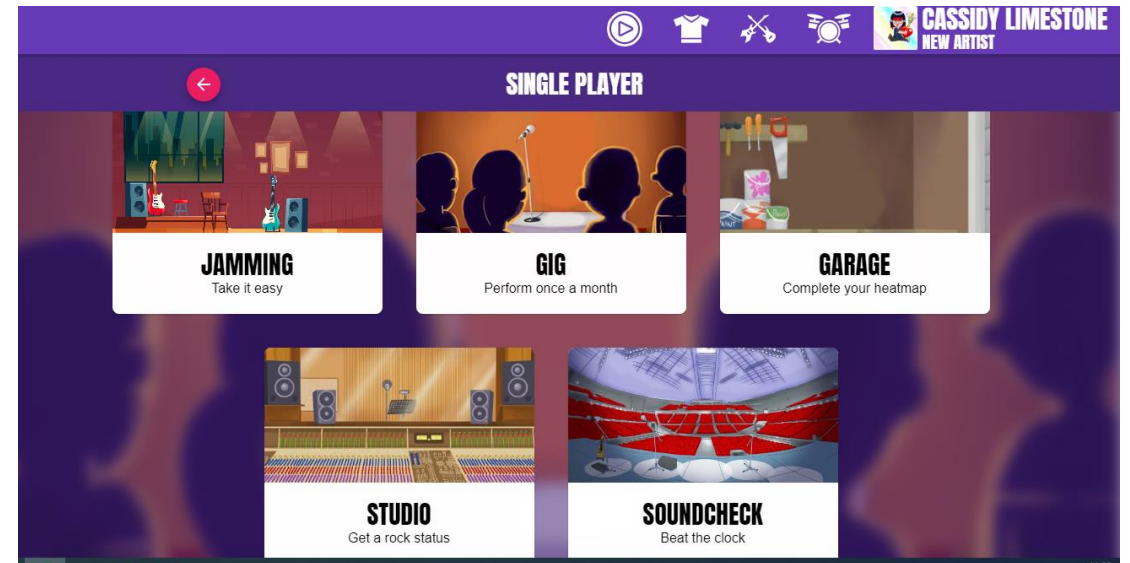 CASSIDY LIMESTONE
NEW ARTIST
SINGLE PLAYER
JAMMING
Take it easy
GIG
Perform once a month
GARAGE
Complete your heatmap
STUDIO
Get a rock status
SOUNDCHECK
Beat the clock